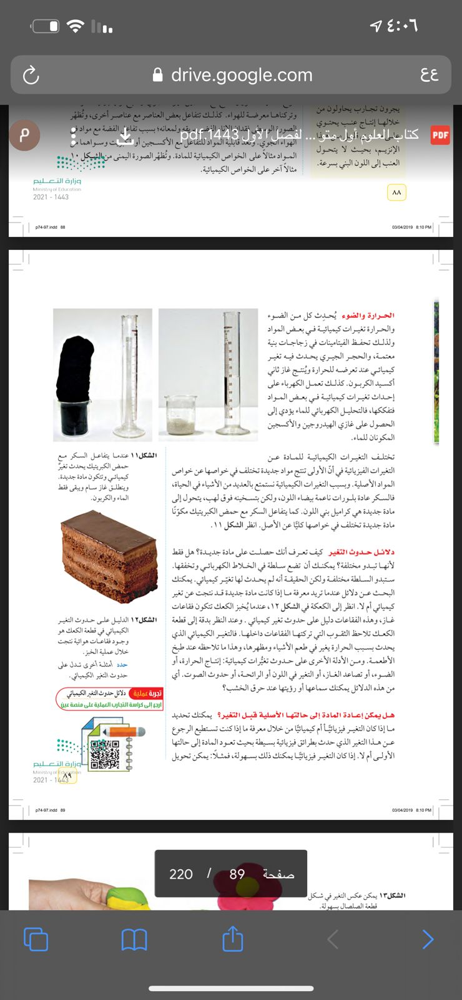 ٤:٠٦
drive.google.com
عع
يجرون تجارب يحاولون من
خلالها إنتاج عنب يحتوي
الإنزيم، بحيث لا يتحول
العنب إلى اللون البني بسرعة.
وتركناها معرضة للهواء. كذلك تتفاعل بعض العناصر مع عناصر أخرى، وتُظهر
الهواء الجوي. وتعد قابلية المواد للتفاعل مع الأكسجين أو الكبريت وسواهما من
المواد مثالاً على الخواص الكيميائية للمادة. وتُظهر الصورة اليمنى من الشكل ١٠
مثالاً آخر على الخواص الكيميائية.
م
كتاب العلوم أول متو... لفصل الأول 1443.pdf
PDF
وزارة التعليم
Ministry of Education
2021 - 1443
٨٨
p74-97.indd 88
03/04/2019 8:10 PM
الحرارة والضوء يُحدِث كل من الضوء
والحرارة تغيرات كيميائية في بعض المواد
ولذلك تحفظ الفيتامينات في زجاجات بنية
معتمة، والحجر الجيري يحدث فيه تغير
كيميائي عند تعرضه للحرارة ويُنتج غاز ثاني
أكسيد الكربون. كذلك تعمل الكهرباء على
إحداث تغيرات كيميائية في بعض المواد
فتفككها، فالتحليل الكهربائي للماء يؤدي إلى
الحصول على غازي الهيدروجين والأكسجين
المكونان للماء.
تختلف التغيرات الكيميائية للمادة عن
التغيرات الفيزيائية في أنّ الأولى تنتج مواد جديدة تختلف في خواصها عن خواص
المواد الأصلية. وبسبب التغيرات الكيميائية نستمتع بالعديد من الأشياء في الحياة،
فالسكر عادة بلورات ناعمة بيضاء اللون، ولكن بتسخينه فوق لهب، يتحول إلى
مادة جديدة هي كراميل بني اللون. كما يتفاعل السكر مع حمض الكبريتيك مكوّنًا
مادة جديدة تختلف في خواصها كليًّا عن الأصل. انظر الشكل ١١.
الشكل١١ عندما يتفاعل السكر مع
حمض الكبريتيك يحدث تغيرٌ
كيميائي وتتكون مادة جديدة.
وينطلق غاز سام ويبقى فقط
الماء والكربون.
دلائل حدوث التغير كيف تعرف أنك حصلت على مادة جديدة؟ هل فقط
لأنها تبدو مختلفة؟ يمكنك أن تضع سلطة في الخلاط الكهربائي وتخفقها.
ستبدو السلطة مختلفة ولكن الحقيقة أنه لم يحدث لها تغيّر كيميائي. يمكنك
البحث عن دلائل عندما تريد معرفة ما إذا كانت مادة جديدة قد نتجت عن تغير
كيميائي أم لا. انظر إلى الكعكة في الشكل ١٢، عندما يُخبز الكعك تتكون فقاعات
غاز، وهذه الفقاعات دليل على حدوث تغير كيميائي. وعند النظر بدقة إلى قطعة
الكعك تلاحظ الثقوب التي تركتها الفقاعات داخلها. فالتغير الكيميائي الذي
يحدث بسبب الحرارة يغير في طعم الأشياء ومظهرها، وهذا ما تلاحظه عند طبخ
الأطعمة. ومن الأدلة الأخرى على حدوث تغيُّرات كيميائية: إنتاج الحرارة، أو
الضوء، أو تصاعد الغاز، أو التغير في اللون أو الرائحة، أو حدوث الصوت. أي
من هذه الدلائل يمكنك سماعها أو رؤيتها عند حرق الخشب؟
الشكل١٢ الدليل على حدوث التغير
الكيميائي في قطعة الكعك هو
وجود فقاعات هوائية نتجت
خلال عملية الخبز.
حدد أمثلة أخرى تدل على
حدوث التغير الكيميائي.
تجربة عملية دلائل حدوث التغير الكيميائي
ارجع إلى كراسة التجارب العملية على منصة عين
هل يمكن إعادة المادة إلى حالتها الأصلية قبل التغير؟ يمكنك تحديد
ما إذا كان التغير فيزيائيًّا أم كيميائيًّا من خلال معرفة ما إذا كنت تستطيع الرجوع
عن هذا التغير الذي حدث بطرائق فيزيائية بسيطة بحيث تعود المادة إلى حالتها
الأولى أم لا. إذا كان التغير فيزيائيًّا يمكنك ذلك بسهولة، فمثلًا: يمكن تحويل
وزارة التعليم
Ministry of Education
2021 - 1443
٨٩
p74-97.indd 89
03/04/2019 8:10 PM
صفحة 89 / 220
الشكل١٣ يمكن عكس التغير في شكل
قطعة الصلصال بسهولة.